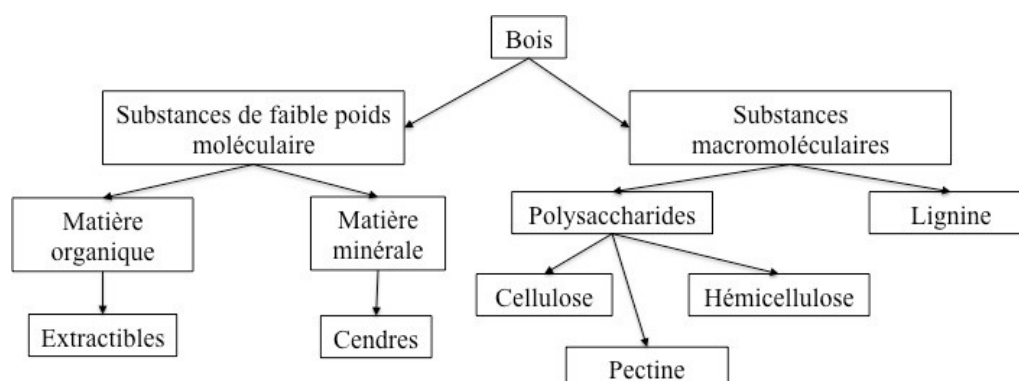 Bois
Substances de faible poids
moléculaire
Substances
macromoléculaires
Matière
organique
Matière
minérale
Polysaccharides
Lignine
Cellulose
Hémicellulose
Extractibles
Cendres
Pectine